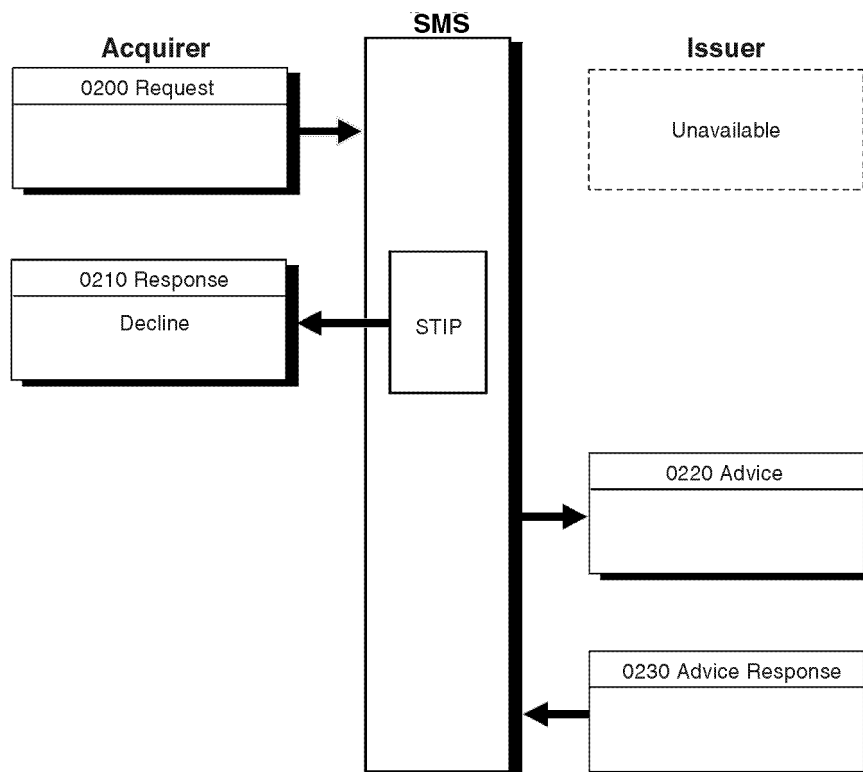 SMS
Acquirer
Issuer
0200 Request
Unavailable
0210 Response
Decline
STIP
0220 Advice
0230 Advice Response